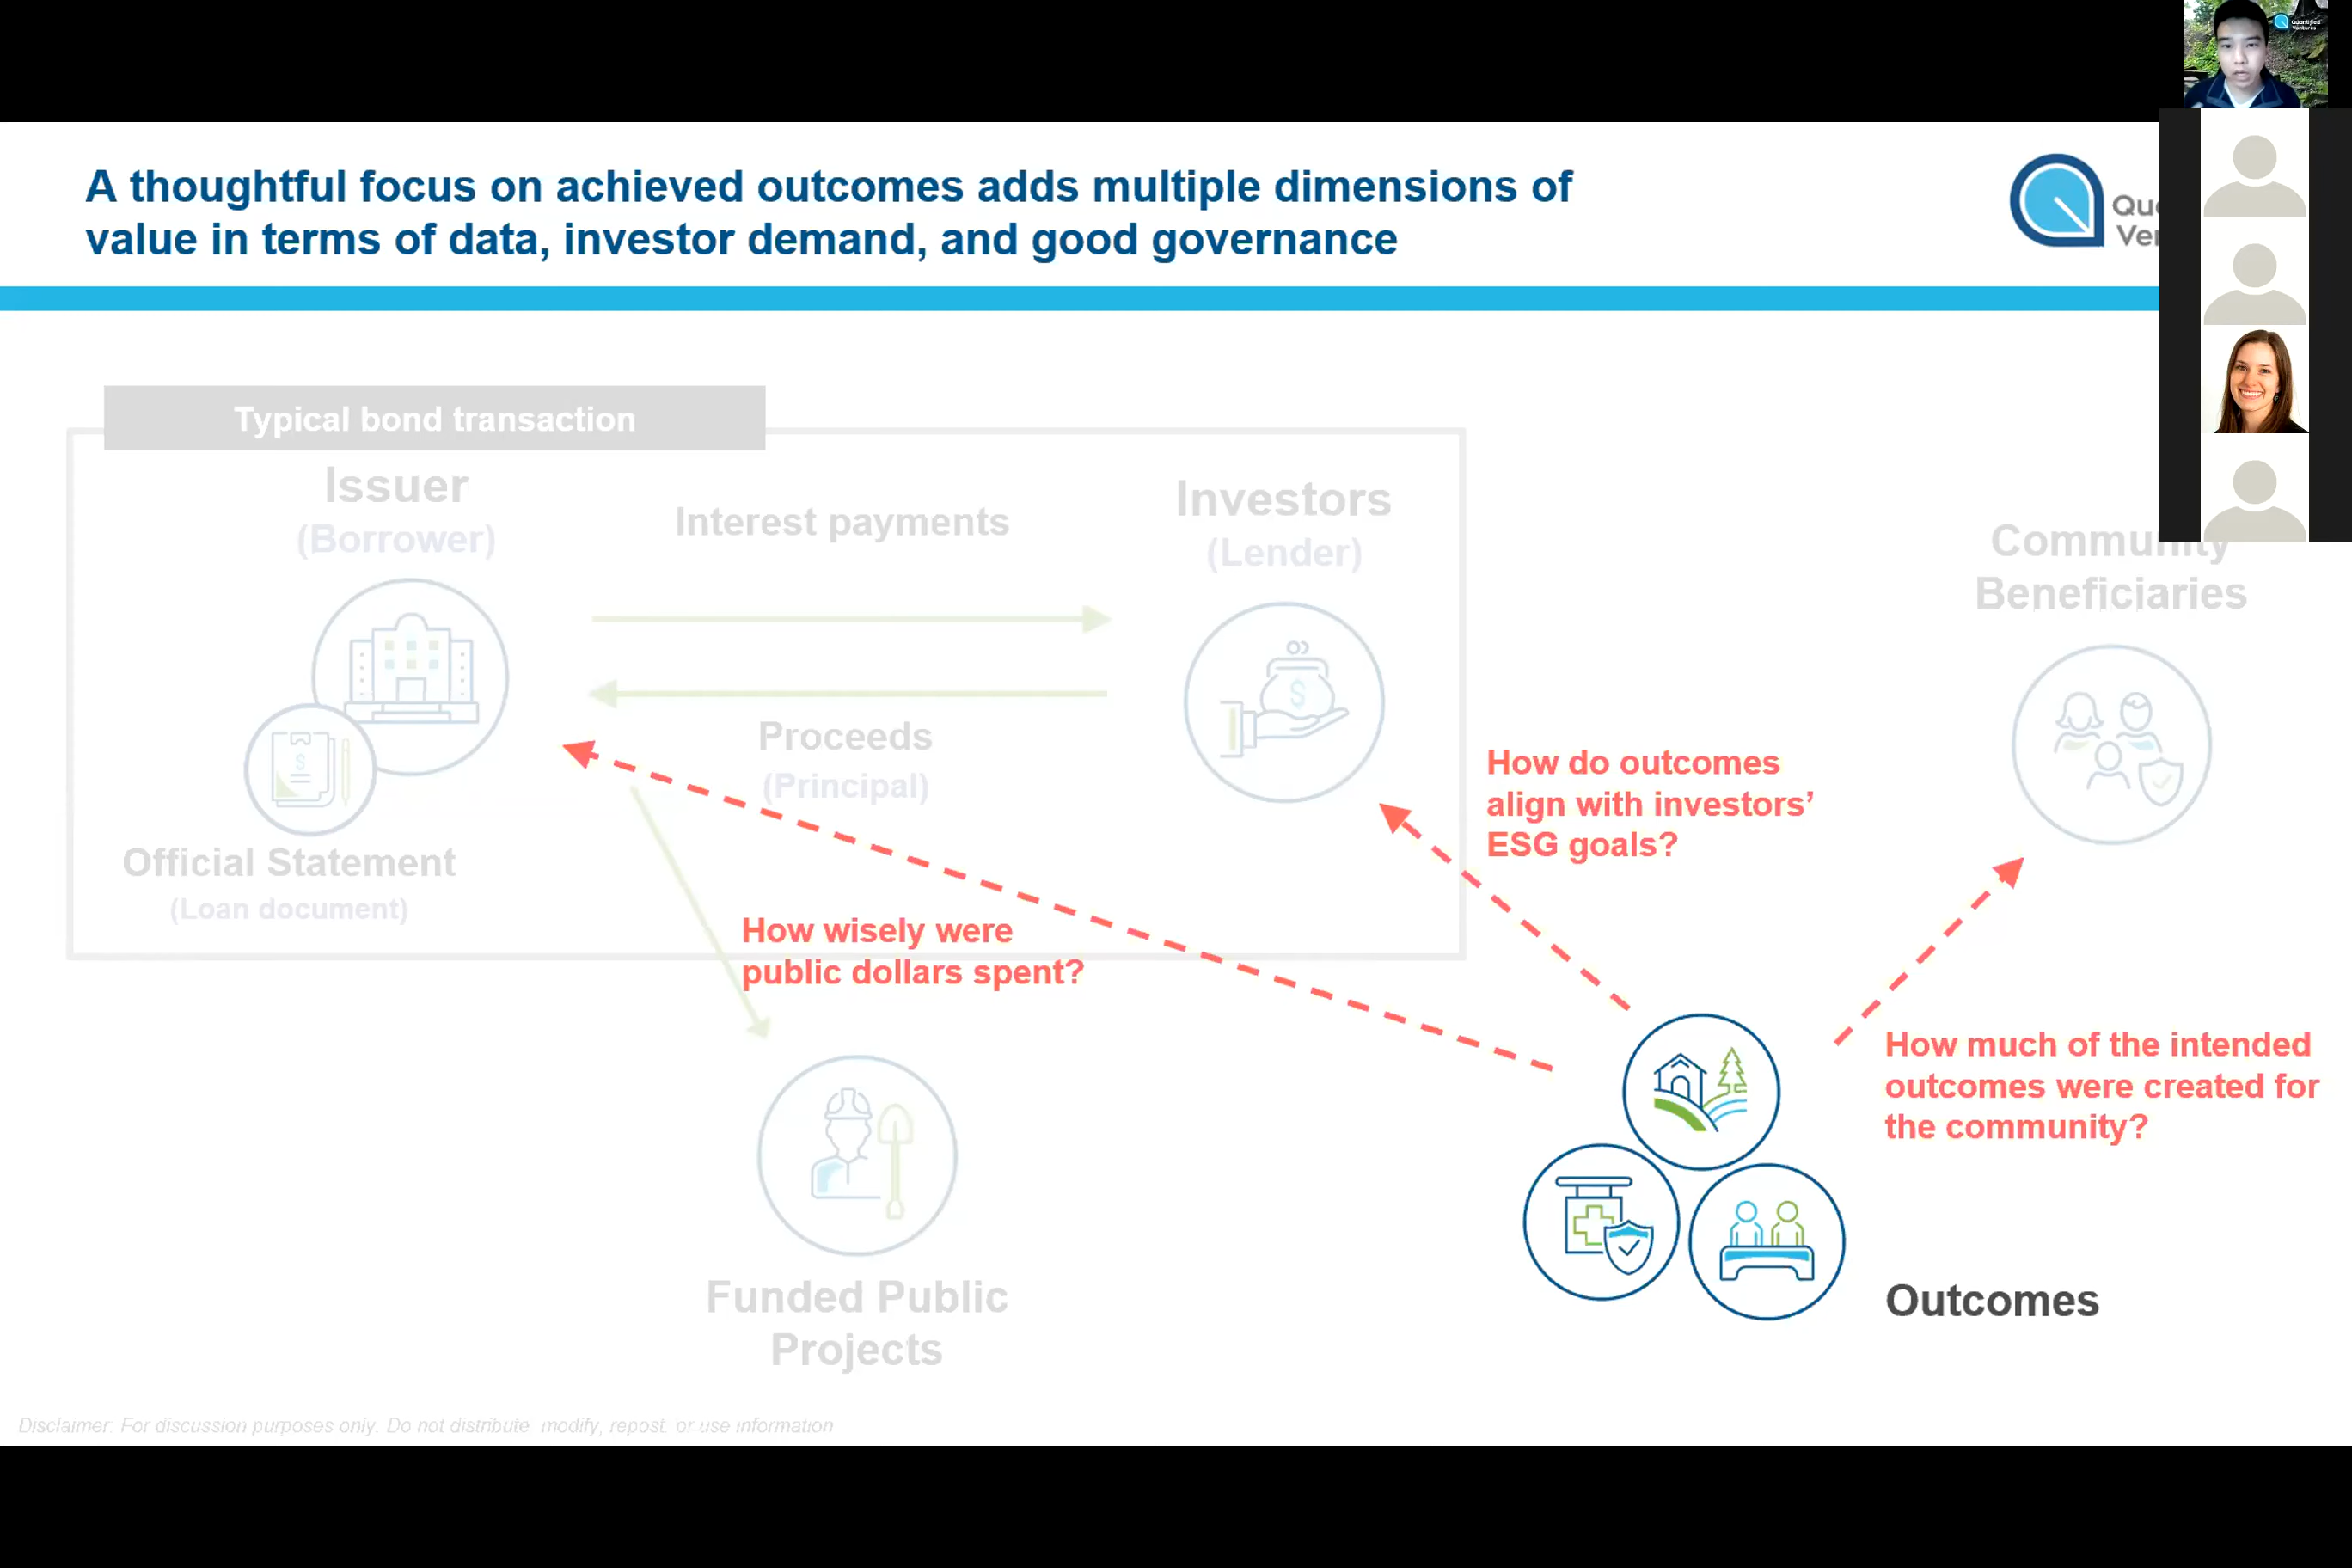 Quantified
Ventures
A thoughtful focus on achieved outcomes adds multiple dimensions of
value in terms of data, investor demand, and good governance
Typical bond transaction
Issuer
(Borrower)
Interest payments
Investors
(Lender)
Community
Beneficiaries
Proceeds
(Principal)
Official Statement
(Loan document)
How do outcomes
align with investors’
ESG goals?
How wisely were
public dollars spent?
How much of the intended
outcomes were created for
the community?
Funded Public
Projects
Outcomes
Disclaimer: For discussion purposes only. Do not distribute, modify, repost, or use information